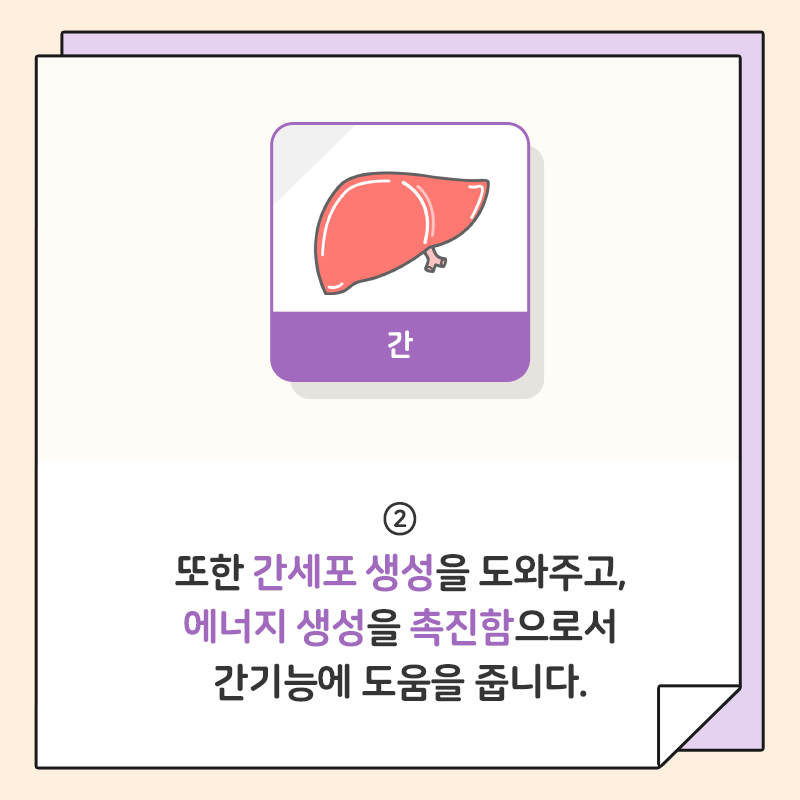 간
②
또한 간세포 생성을 도와주고,
에너지 생성을 촉진함으로서
간기능에 도움을 줍니다.